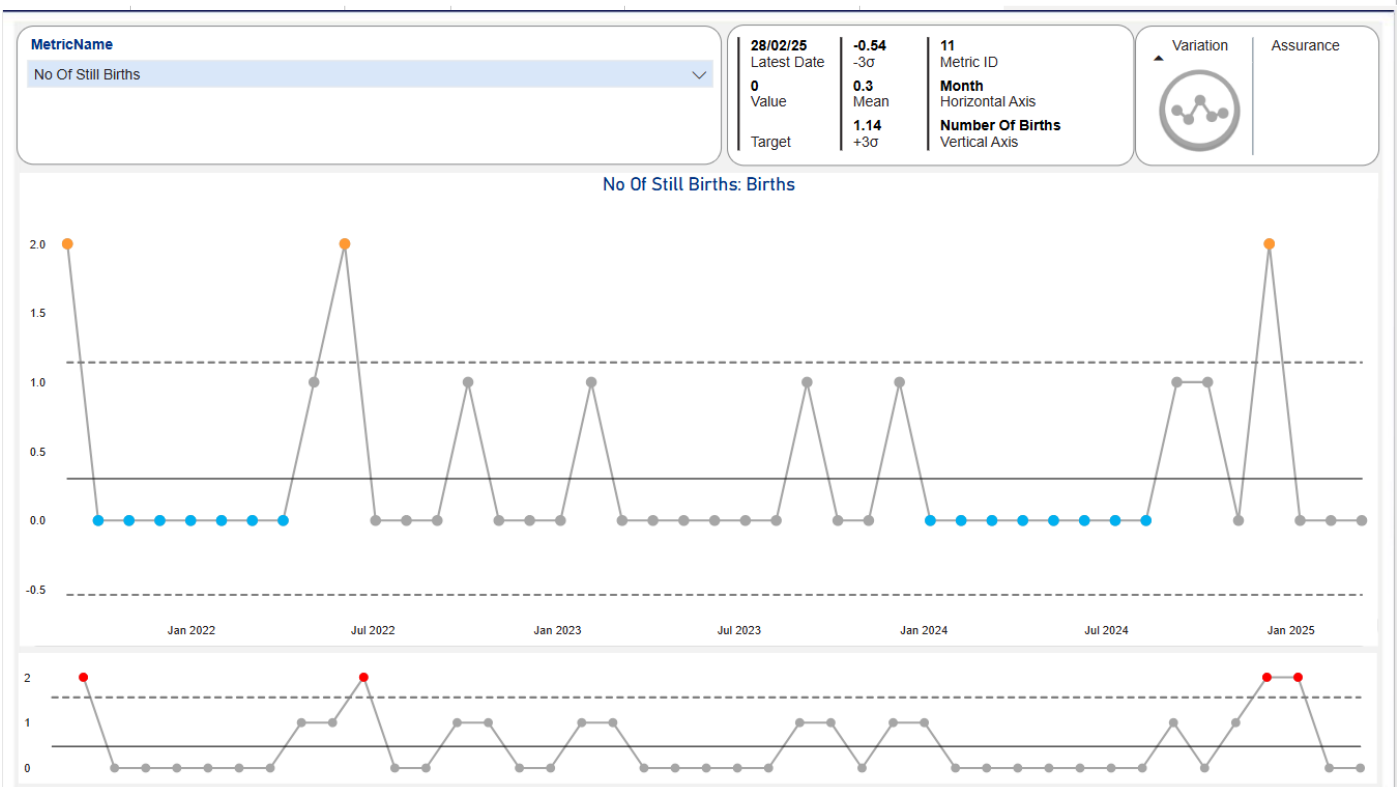 MetricName
No Of Still Births
28/02/25
Latest Date
0
Value
Target
-0.54
-3σ
0.3
Mean
1.14
+3σ
11
Metric ID
Month
Horizontal Axis
Number Of Births
Vertical Axis
Variation
Assurance
No Of Still Births: Births
2.0
1.5
1.0
0.5
0.0
-0.5
Jan 2022 Jul 2022 Jan 2023 Jul 2023 Jan 2024 Jul 2024 Jan 2025
2
1
0